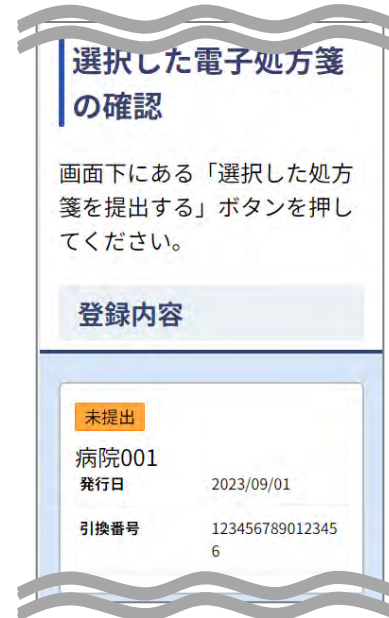 選択した電子処方箋
の確認
画面下にある「選択した処方
箋を提出する」ボタンを押し
てください。
登録内容
未提出
病院001
発行日 2023/09/01
引換番号 123456789012345
6